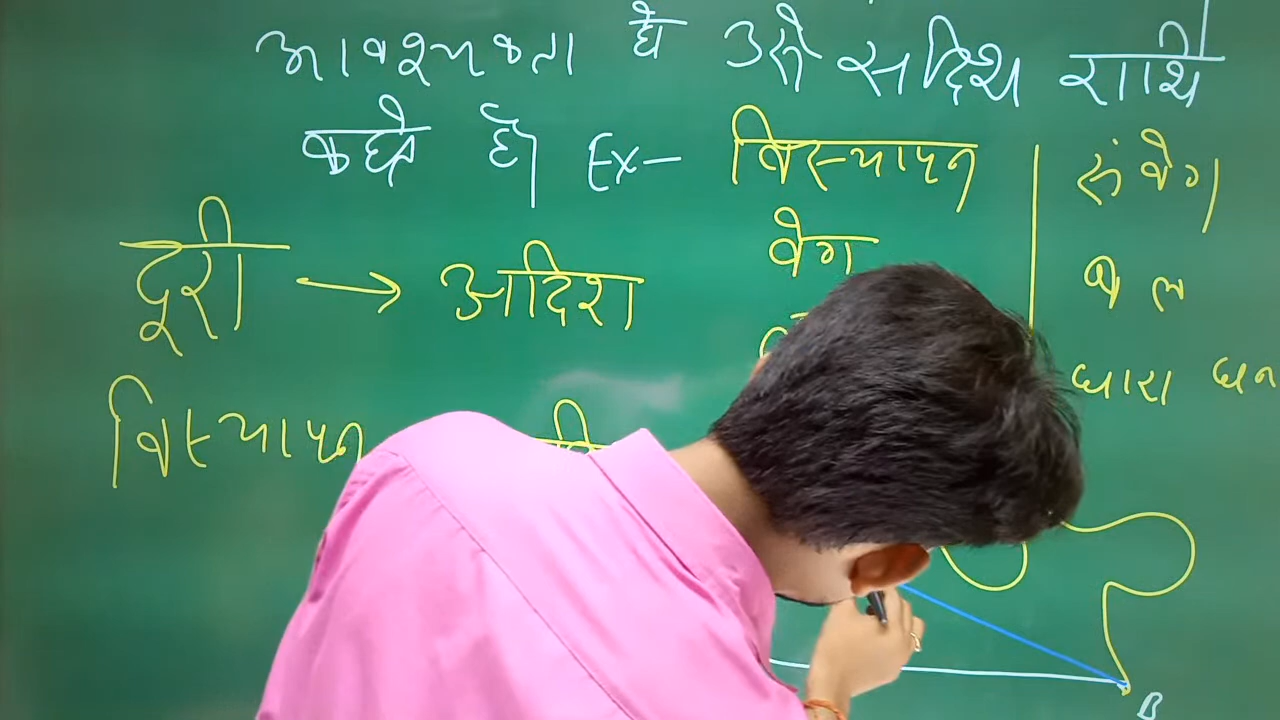 आवश्यकता है उसे सदिश राशि
कहते हैं। Ex- विस्थापन
संवेग
वेग
बल
दूरी → अदिश
धारा घन
विस्थापन
B